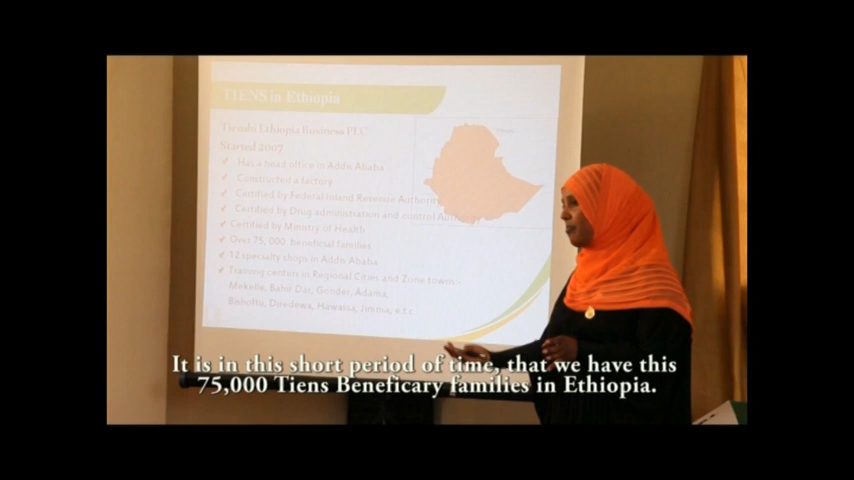 TIENS in Ethiopia
Tianshi Ethiopia Business PLC
Started 2007
✓ Has a head office in Addis Ababa
✓ Constructed a factory
✓ Certified by Federal Inland Revenue Authority
✓ Certified by Drug administration and control Authority
✓ Certified by Ministry of Health
✓ Over 75, 000 beneficial families
✓ 12 specialty shops in Addis Ababa
✓ Training centers in Regional Cities and Zone town:-
Mekelle, Bahir Dar, Gonder, Adama,
Bishoftu, Diredewa, Hawassa, Jimma, e.t.c
It is in this short period of time, that we have this
75,000 Tiens Beneficary families in Ethiopia.